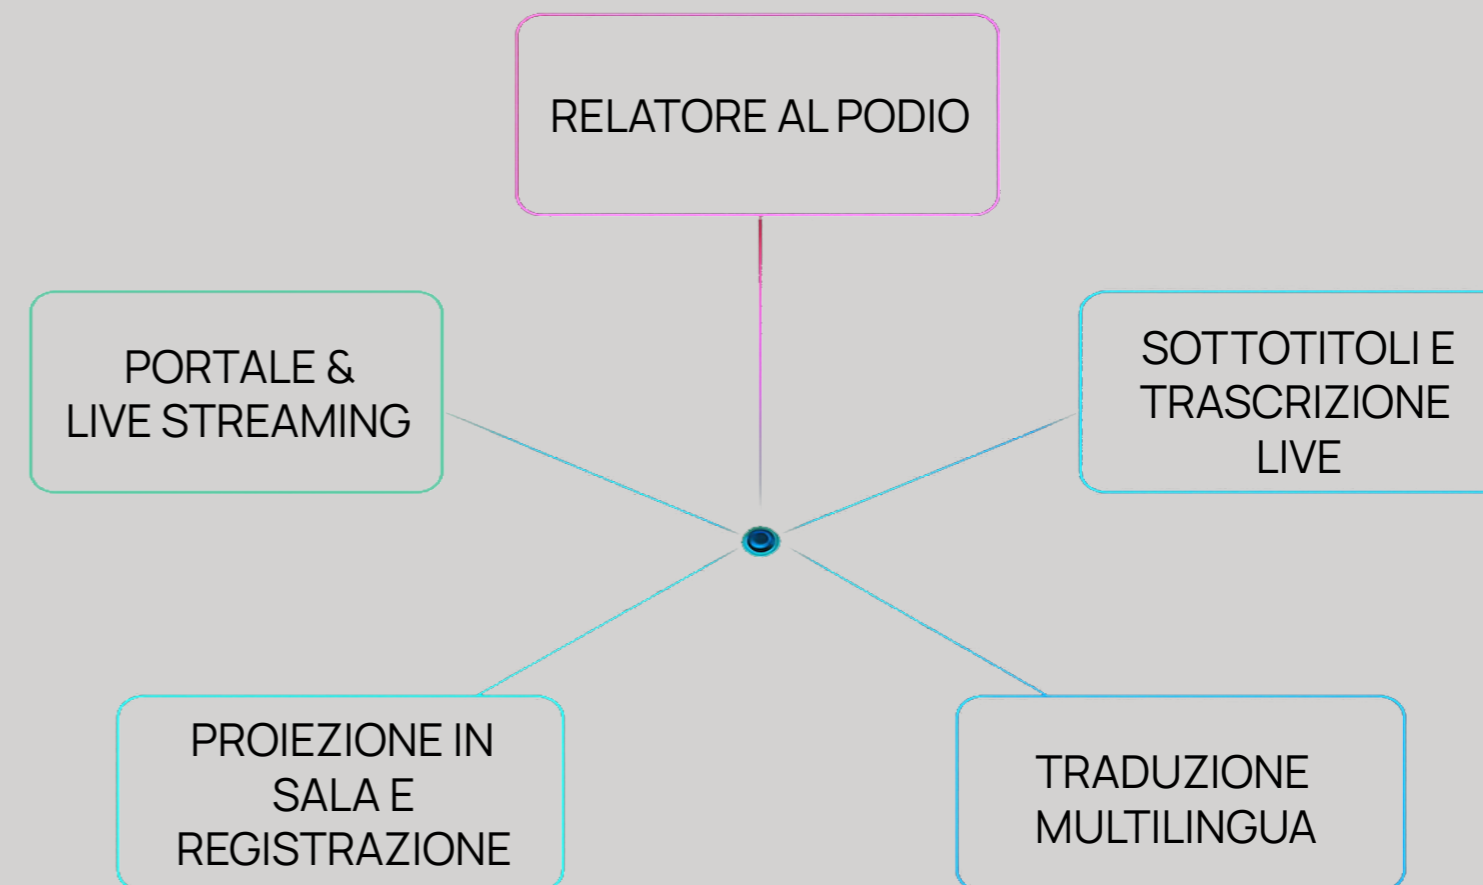 RELATORE AL PODIO
PORTALE &
LIVE STREAMING
SOTTOTITOLI E
TRASCRIZIONE
LIVE
PROIEZIONE IN
SALA E
REGISTRAZIONE
TRADUZIONE
MULTILINGUA